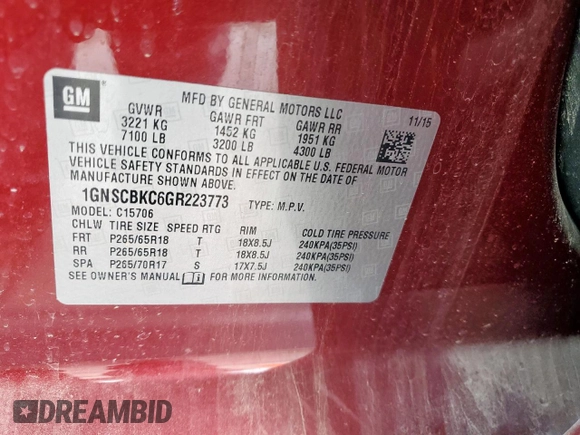 GM
MFD BY GENERAL MOTORS LLC
11/15
GVWR GAWR FRT GAWR RR
3221 KG 1452 KG 1951 KG
7100 LB 3200 LB 4300 LB
THIS VEHICLE CONFORMS TO ALL APPLICABLE U.S. FEDERAL MOTOR
VEHICLE SAFETY STANDARDS IN EFFECT ON THE DATE OF
MANUFACTURE SHOWN ABOVE.
1GNSCBKC6GR223773 TYPE: M.P.V.
MODEL: C15706
CHLW TIRE SIZE SPEED RTG RIM COLD TIRE PRESSURE
FRT P265/65R18 T 18X8.5J 240KPA(35PSI)
RR P265/65R18 T 18X8.5J 240KPA(35PSI)
SPA P265/70R17 S 17X7.5J 240KPA(35PSI)
SEE OWNER'S MANUAL FOR MORE INFORMATION.
DREAMBID